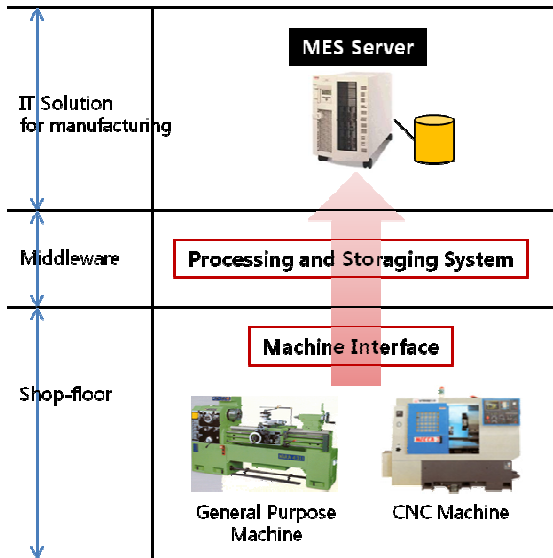 MES Server
IT Solution
for manufacturing
Middleware
Processing and Storaging System
Machine Interface
Shop-floor
General Purpose
Machine
CNC Machine